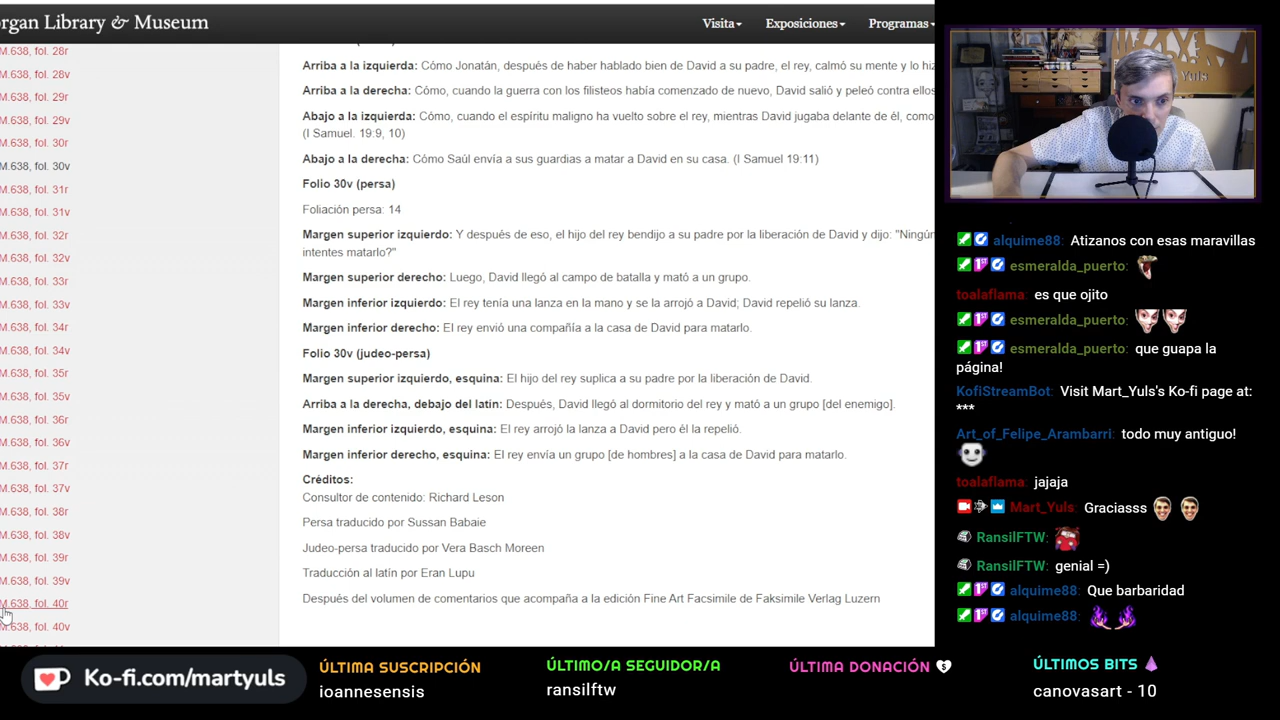 organ Library & Museum
Visita
Exposiciones
Programas
M.638, fol. 28r
M.638, fol. 28v
M.638, fol. 29r
M.638, fol. 29v
M.638, fol. 30r
M.638, fol. 30v
M.638, fol. 31r
M.638, fol. 31v
M.638, fol. 32r
M.638, fol. 32v
M.638, fol. 33r
M.638, fol. 33v
M.638, fol. 34r
M.638, fol. 34v
M.638, fol. 35r
M.638, fol. 35v
M.638, fol. 36r
M.638, fol. 36v
M.638, fol. 37r
M.638, fol. 37v
M.638, fol. 38r
M.638, fol. 38v
M.638, fol. 39r
M.638, fol. 39v
M.638, fol. 40r
M.638, fol. 40v
Arriba a la izquierda: Cómo Jonatán, después de haber hablado bien de David a su padre, el rey, calmó su mente y lo hiz
Arriba a la derecha: Cómo, cuando la guerra con los filisteos había comenzado de nuevo, David salió y peleó contra ellos
Abajo a la izquierda: Cómo, cuando el espíritu maligno ha vuelto sobre el rey, mientras David jugaba delante de él, como
(I Samuel. 19:9, 10)
Abajo a la derecha: Cómo Saúl envía a sus guardias a matar a David en su casa. (I Samuel 19:11)
Folio 30v (persa)
Foliación persa: 14
Margen superior izquierdo: Y después de eso, el hijo del rey bendijo a su padre por la liberación de David y dijo: "Ningún
intentes matarlo?"
Margen superior derecho: Luego, David llegó al campo de batalla y mató a un grupo.
Margen inferior izquierdo: El rey tenía una lanza en la mano y se la arrojó a David; David repelió su lanza.
Margen inferior derecho: El rey envió una compañía a la casa de David para matarlo.
Folio 30v (judeo-persa)
Margen superior izquierdo, esquina: El hijo del rey suplica a su padre por la liberación de David.
Arriba a la derecha, debajo del latín: Después, David llegó al dormitorio del rey y mató a un grupo [del enemigo].
Margen inferior izquierdo, esquina: El rey arrojó la lanza a David pero él la repelió.
Margen inferior derecho, esquina: El rey envía un grupo [de hombres] a la casa de David para matarlo.
Créditos:
Consultor de contenido: Richard Leson
Persa traducido por Sussan Babaie
Judeo-persa traducido por Vera Basch Moreen
Traducción al latín por Eran Lupu
Después del volumen de comentarios que acompaña a la edición Fine Art Facsimile de Faksimile Verlag Luzern
Yuls
alquime88: Atizanos con esas maravillas
esmeralda_puerto:
toalaflama: es que ojito
esmeralda_puerto:
esmeralda_puerto: que guapa la
página!
KofiStreamBot: Visit Mart_Yuls's Ko-fi page at:
***
Art_of_Felipe_Arambarri: todo muy antiguo!
toalaflama: jajaja
Mart_Yuls: Graciasss
RansilFTW:
RansilFTW: genial =)
alquime88: Que barbaridad
alquime88:
Ko-fi.com/martyuls
ÚLTIMA SUSCRIPCIÓN
ioannesensis
ÚLTIMO/A SEGUIDOR/A
ransilftw
ÚLTIMA DONACIÓN
ÚLTIMOS BITS
canovasart - 10